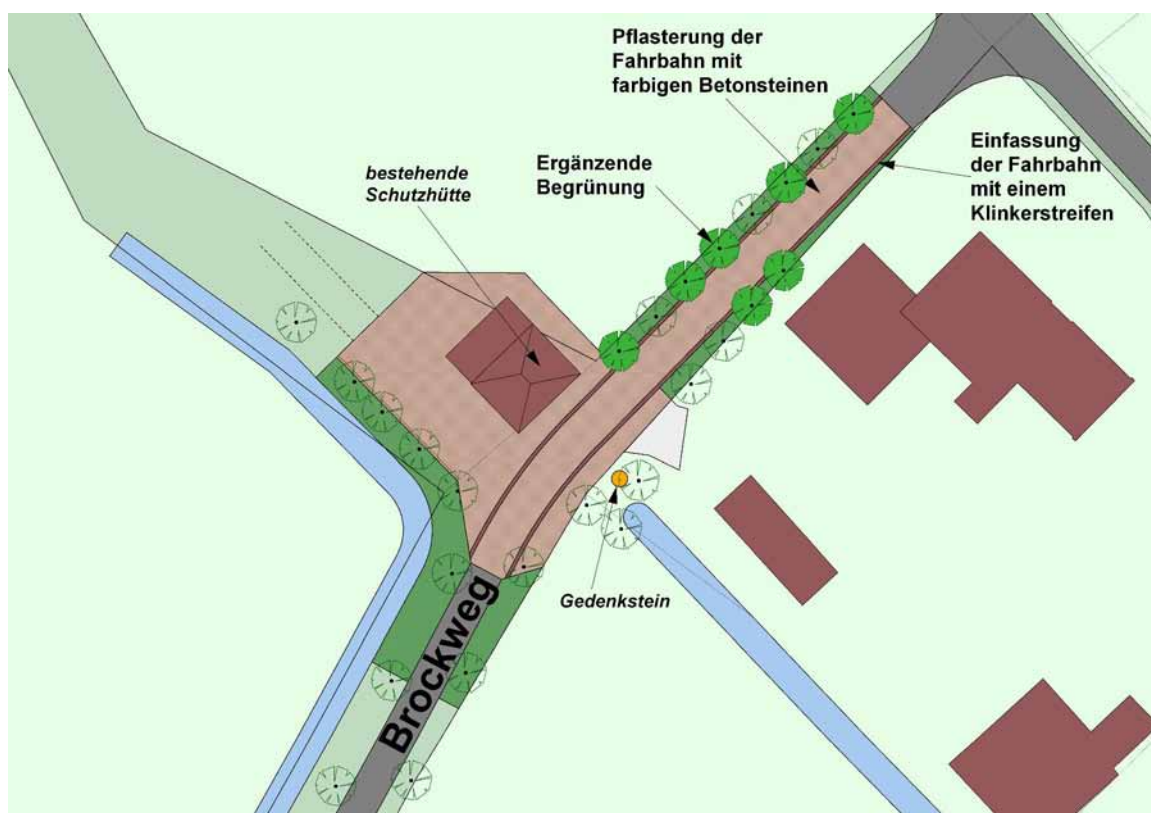 Pflasterung der
Fahrbahn mit
farbigen Betonsteinen
Ergänzende
Begrünung
bestehende
Schutzhütte
Einfassung
der Fahrbahn
mit einem
Klinkerstreifen
Gedenkstein
Brockweg